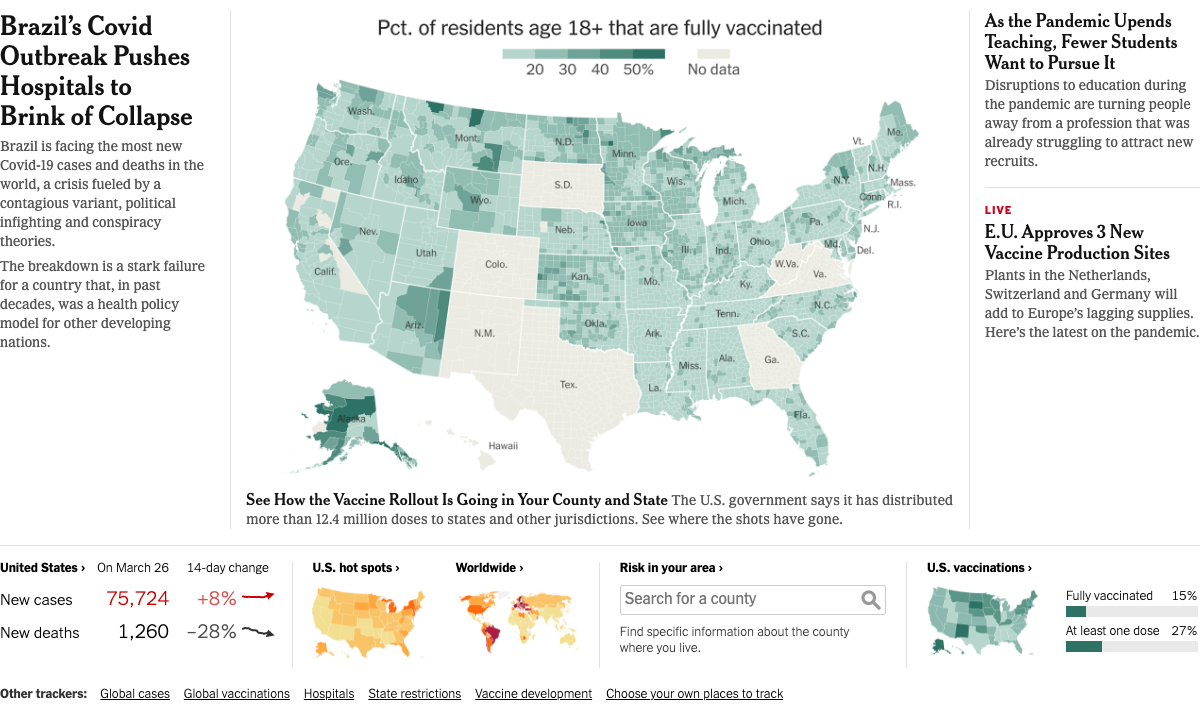 Brazil's Covid
Outbreak Pushes
Hospitals to
Brink of Collapse
Brazil is facing the most new
Covid-19 cases and deaths in the
world, a crisis fueled by a
contagious variant, political
infighting and conspiracy
theories.
The breakdown is a stark failure
for a country that, in past
decades, was a health policy
model for other developing
nations.
Pct. of residents age 18+ that are fully vaccinated
20 30 40 50% No data
Wash.
Mont.
N.D.
Minn.
Vt.
Me.
Ore.
Idaho
S.D.
Wis.
N.Y.
N.H.
Mass.
Wyo.
Mich.
Conn.
R.I.
Nev.
Neb.
Iowa
Pa.
N.J.
Utah
Colo.
Ill.
Ind.
Ohio
Md.
Del.
Calif.
Kan.
Mo.
W.Va.
Va.
Ky.
Ariz.
N.M.
Okla.
Ark.
Tenn.
N.C.
S.C.
Tex.
La.
Miss.
Ala.
Ga.
Fla.
Alaska
Hawaii
See How the Vaccine Rollout Is Going in Your County and State The U.S. government says it has distributed
more than 12.4 million doses to states and other jurisdictions. See where the shots have gone.
As the Pandemic Upends
Teaching, Fewer Students
Want to Pursue It
Disruptions to education during
the pandemic are turning people
away from a profession that was
already struggling to attract new
recruits.
LIVE
E.U. Approves 3 New
Vaccine Production Sites
Plants in the Netherlands,
Switzerland and Germany will
add to Europe's lagging supplies.
Here's the latest on the pandemic.
United States › On March 26 14-day change
New cases 75,724 +8%
New deaths 1,260 –28%
U.S. hot spots ›
Worldwide ›
Risk in your area ›
Search for a county
Find specific information about the county
where you live.
U.S. vaccinations ›
Fully vaccinated 15%
At least one dose 27%
Other trackers: Global cases Global vaccinations Hospitals State restrictions Vaccine development Choose your own places to track